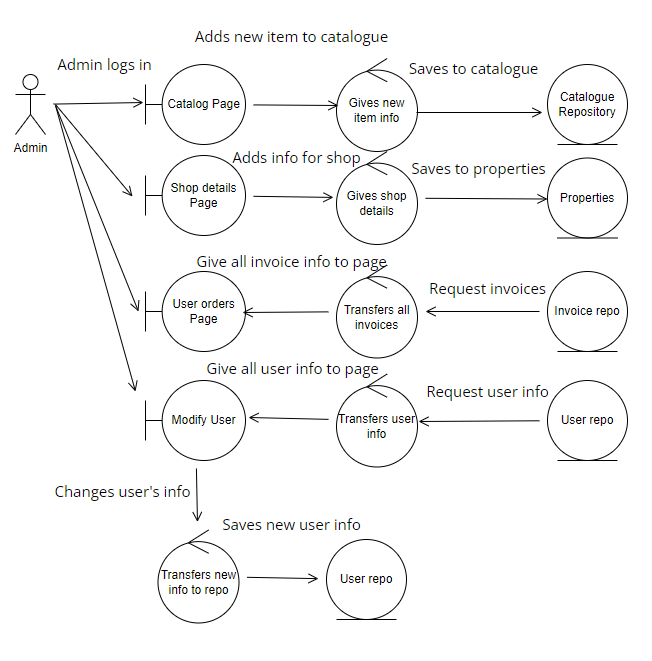 Adds new item to catalogue
Admin logs in
Saves to catalogue
Admin
Catalog Page
Gives new
item info
Catalogue
Repository
Adds info for shop
Saves to properties
Shop details
Page
Gives shop
details
Properties
Give all invoice info to page
Request invoices
User orders
Page
Transfers all
invoices
Invoice repo
Give all user info to page
Request user info
Modify User
Transfers user
info
User repo
Changes user's info
Saves new user info
Transfers new
info to repo
User repo